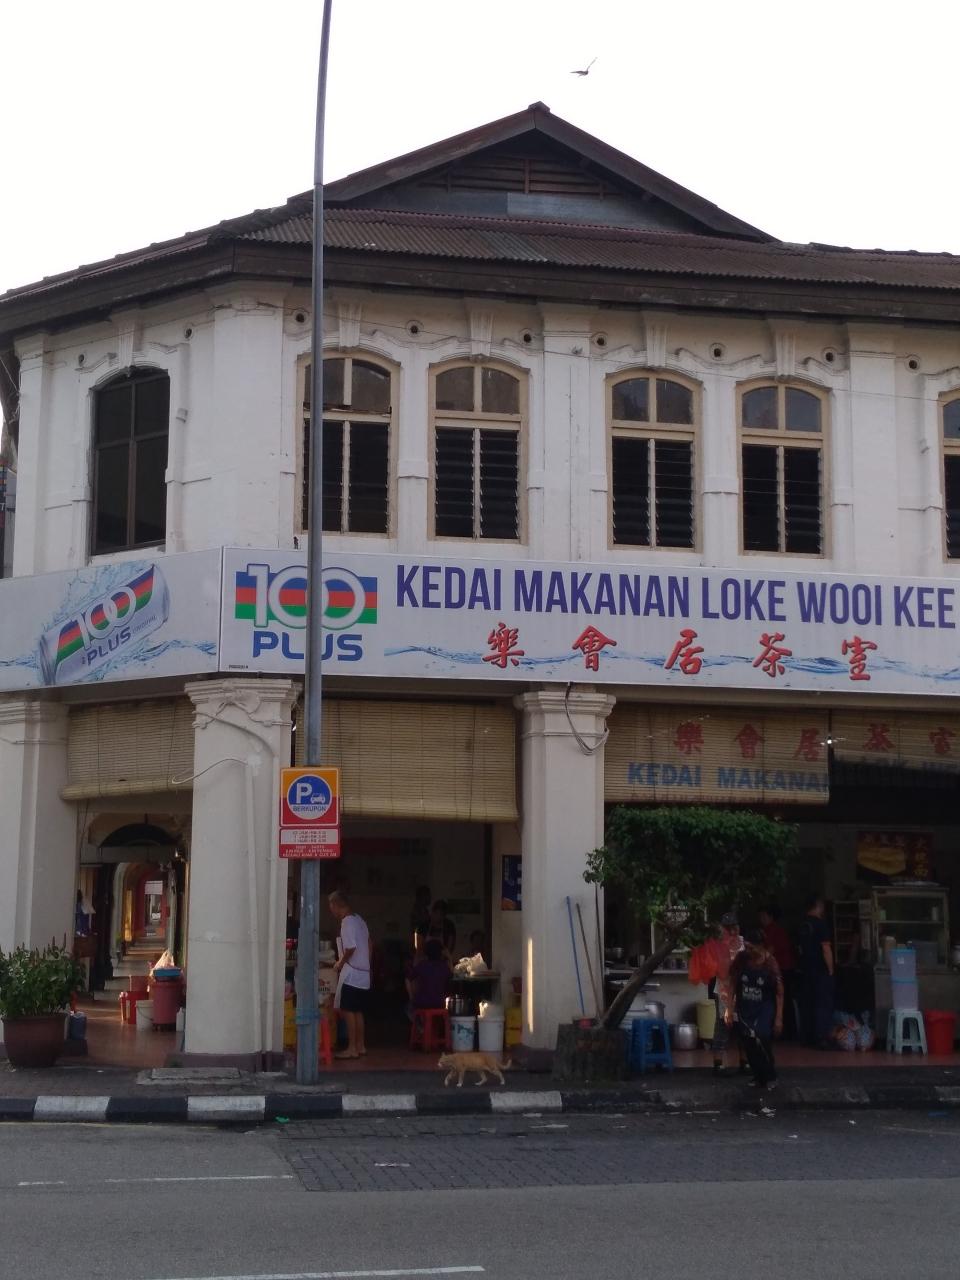 100
PLUS
ORIGINAL
100
PLUS
KEDAI MAKANAN LOKE WOOI KEE
樂會居茶室
樂會居茶室
KEDAI MAKANAN
P
BERKUPON